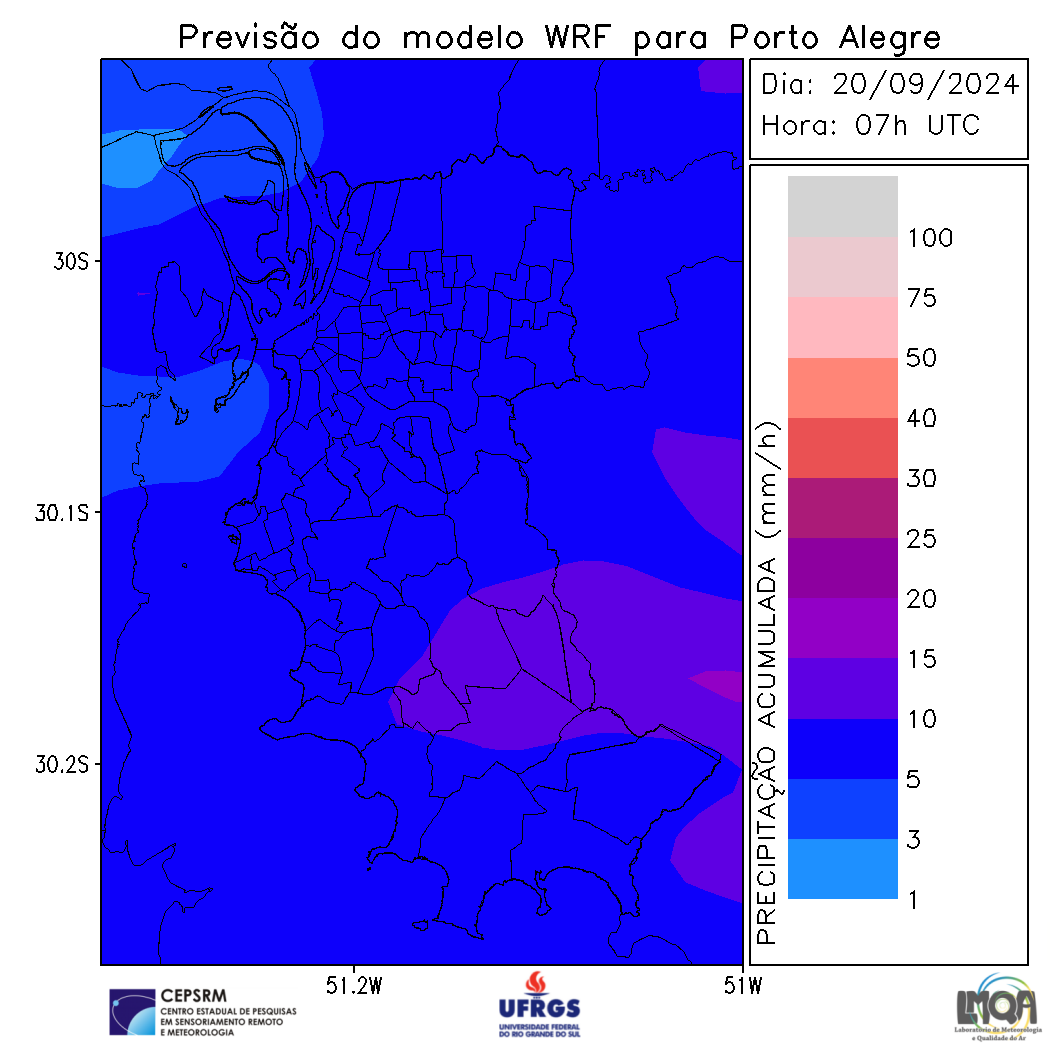 Previsão do modelo WRF para Porto Alegre
Dia: 20/09/2024
Hora: 07h UTC
PRECIPITAÇÃO ACUMULADA (mm/h)
100
75
50
40
30
25
20
15
10
5
3
1
30S
30.1S
30.2S
51.2W
51W
CEPSRM
CENTRO ESTADUAL DE PESQUISAS
EM SENSORIAMENTO REMOTO
E METEOROLOGIA
UFRGS
UNIVERSIDADE FEDERAL
DO RIO GRANDE DO SUL
LMQA
Laboratório de Meteorologia
e Qualidade do Ar